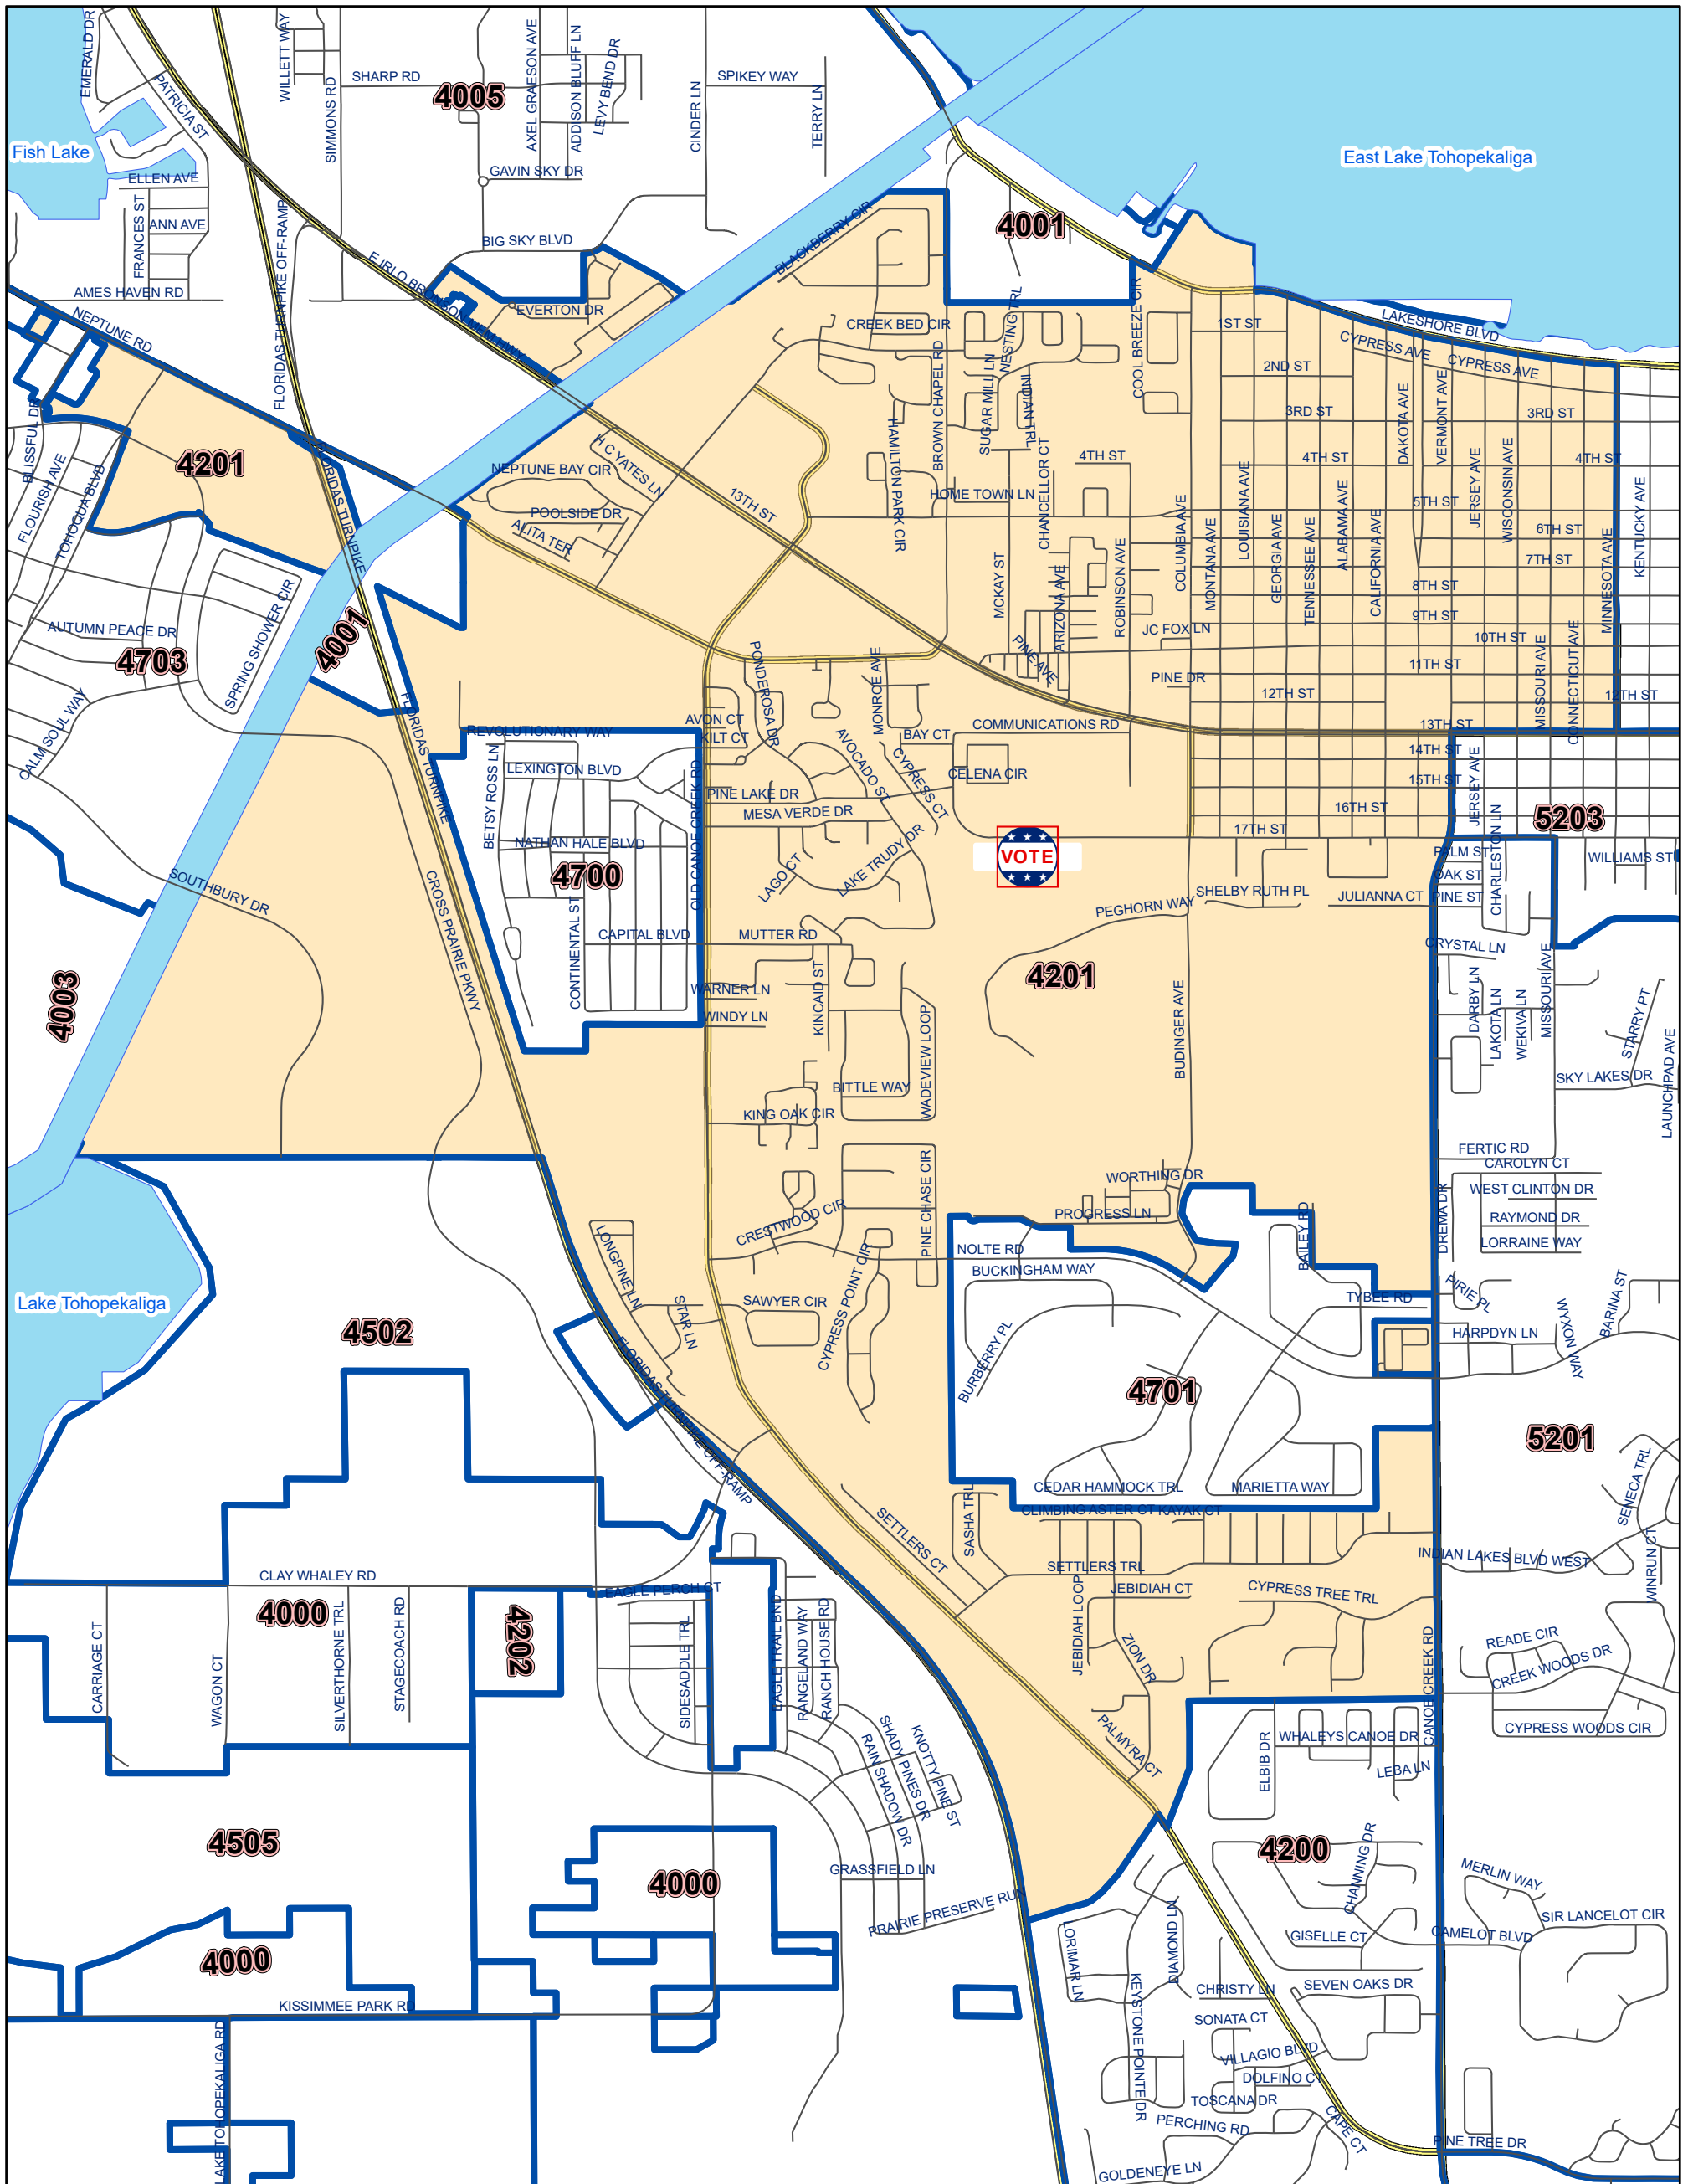 EMERALD DR
PATRICIA ST
WILLETT WAY
SIMMONS RD
SHARP RD
4005
AXEL GRAESON AVE
ADDISON BLUFF LN
LEVY BEND DR
CINDER LN
SPIKEY WAY
TERRY LN
Fish Lake
East Lake Tohopekaliga
ELLEN AVE
GAVIN SKY DR
FRANCES ST
ANN AVE
FLORIDAS TURNPIKE OFF-RAMP
BIG SKY BLVD
BLACKBERRY CIR
4001
AMES HAVEN RD
E IRLO BRONSON MEM HWY
EVERTON DR
NEPTUNE RD
CREEK BED CIR
NESTING TRL
COOL BREEZE CIR
1ST ST
LAKESHORE BLVD
CYPRESS AVE
CYPRESS AVE
2ND ST
BROWN CHAPEL RD
SUGAR MILL LN
INDIAN TRL
3RD ST
3RD ST
DAKOTA AVE
VERMONT AVE
BLISSFUL DR
FLOURISH AVE
TOHOQUA BLVD
4201
FLORIDAS TURNPIKE
H C YATES LN
NEPTUNE BAY CIR
POOLSIDE DR
ALITA TER
13TH ST
HAMILTON PARK CIR
HOME TOWN LN
CHANCELLOR CT
4TH ST
4TH ST
4TH ST
JERSEY AVE
WISCONSIN AVE
5TH ST
6TH ST
7TH ST
8TH ST
9TH ST
10TH ST
11TH ST
12TH ST
12TH ST
COLUMBIA AVE
MONTANA AVE
LOUISIANA AVE
GEORGIA AVE
TENNESSEE AVE
ALABAMA AVE
CALIFORNIA AVE
MINNESOTA AVE
KENTUCKY AVE
MISSOURI AVE
CONNECTICUT AVE
MCKAY ST
ARIZONA AVE
ROBINSON AVE
JC FOX LN
PINE AVE
PINE DR
AUTUMN PEACE DR
4703
SPRING SHOWER CIR
CALM SOUL WAY
4001
PONDEROSA DR
MONROE AVE
AVON CT
KILT CT
REVOLUTIONARY WAY
FLORIDAS TURNPIKE
BAY CT
COMMUNICATIONS RD
13TH ST
14TH ST
15TH ST
16TH ST
17TH ST
JERSEY AVE
BETSY ROSS LN
LEXINGTON BLVD
OLD CANOE CREEK RD
PINE LAKE DR
MESA VERDE DR
AVOCADO ST
CYPRESS CT
CELENA CIR
NATHAN HALE BLVD
4700
LAGO CT
LAKE TRUDY DR
VOTE
5203
PALM ST
OAK ST
PINE ST
CHARLESTON LN
WILLIAMS ST
SOUTHBURY DR
CROSS PRAIRIE PKWY
CONTINENTAL ST
CAPITAL BLVD
MUTTER RD
PEGHORN WAY
SHELBY RUTH PL
JULIANNA CT
CRYSTAL LN
4003
WARNER LN
WINDY LN
KINCAID ST
WADEVIEW LOOP
4201
BUDINGER AVE
DARBY LN
LAKOTA LN
WEKIVA LN
MISSOURI AVE
STARRY PT
SKY LAKES DR
LAUNCHPAD AVE
BITTLE WAY
KING OAK CIR
FERTIC RD
CAROLYN CT
WORTHING DR
PROGRESS LN
WEST CLINTON DR
RAYMOND DR
LORRAINE WAY
DREMA DR
CRESTWOOD CIR
PINE CHASE CIR
NOLTE RD
BUCKINGHAM WAY
BAILEY RD
Lake Tohopekaliga
4502
LONGPINE LN
STAR LN
SAWYER CIR
CYPRESS POINT CIR
BURBERRY PL
TYBEE RD
PIRIE PL
HARPDYN LN
WYXON WAY
BARINA ST
4701
5201
FLORIDAS TURNPIKE OFF-RAMP
CEDAR HAMMOCK TRL
MARIETTA WAY
SENECA TRL
SETTLERS CT
SASHA TRL
CLIMBING ASTER CT
KAYAK CT
SETTLERS TRL
INDIAN LAKES BLVD WEST
WINRUN CT
CLAY WHALEY RD
4000
4202
EAGLE PERCH CT
JEBIDIAH LOOP
JEBIDIAH CT
CYPRESS TREE TRL
CARRIAGE CT
WAGON CT
SILVERTHORNE TRL
STAGECOACH RD
SIDESADDLE TRL
EAGLE TRAIL BND
RANGELAND WAY
RANCH HOUSE RD
ZION DR
READE CIR
CREEK WOODS DR
CYPRESS WOODS CIR
CANOE CREEK RD
PALMYRA CT
ELBIB DR
WHALEYS CANOE DR
LEBA LN
SHADY PINES DR
KNOTTY PINE ST
RAIN SHADOW DR
4505
4000
GRASSFIELD LN
PRAIRIE PRESERVE RUN
4200
CHANNING DR
MERLIN WAY
SIR LANCELOT CIR
CAMELOT BLVD
GISELLE CT
4000
KISSIMMEE PARK RD
LORIMAR LN
DIAMOND LN
KEYSTONE POINTE DR
CHRISTY LN
SEVEN OAKS DR
SONATA CT
VILLAGIO BLVD
DOLFINO CT
TOSCANA DR
LAKE TOHOPEKALIGA RD
PERCHING RD
CAPE CT
PINE TREE DR
GOLDENEYE LN